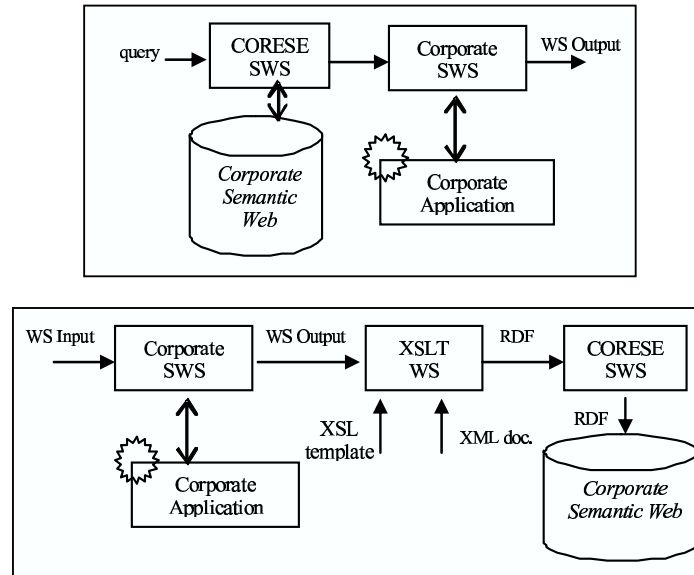 query
CORESE
SWS
Corporate
SWS
WS Output
Corporate
Semantic
Web
Corporate
Application
WS Input
Corporate
SWS
WS Output
XSLT
WS
RDF
CORESE
SWS
XSL
template
XML doc.
RDF
Corporate
Application
Corporate
Semantic Web